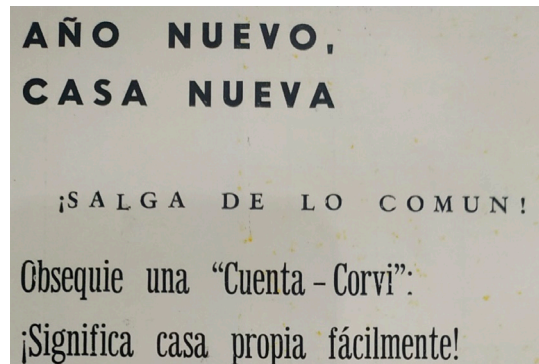 AÑO NUEVO,
CASA NUEVA
¡SALGA DE LO COMUN!
Obsequie una “Cuenta – Corvi”:
¡Significa casa propia fácilmente!